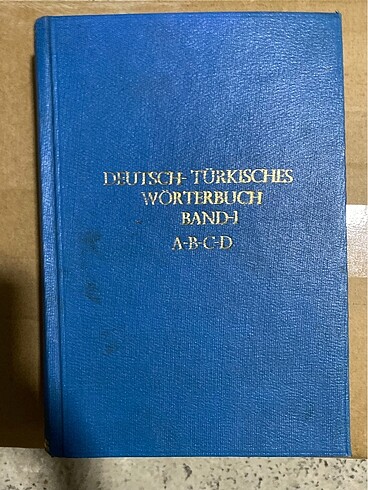 DEUTSCH-TÜRKISCHES
WÖRTERBUCH
BAND-I
A-B-C-D